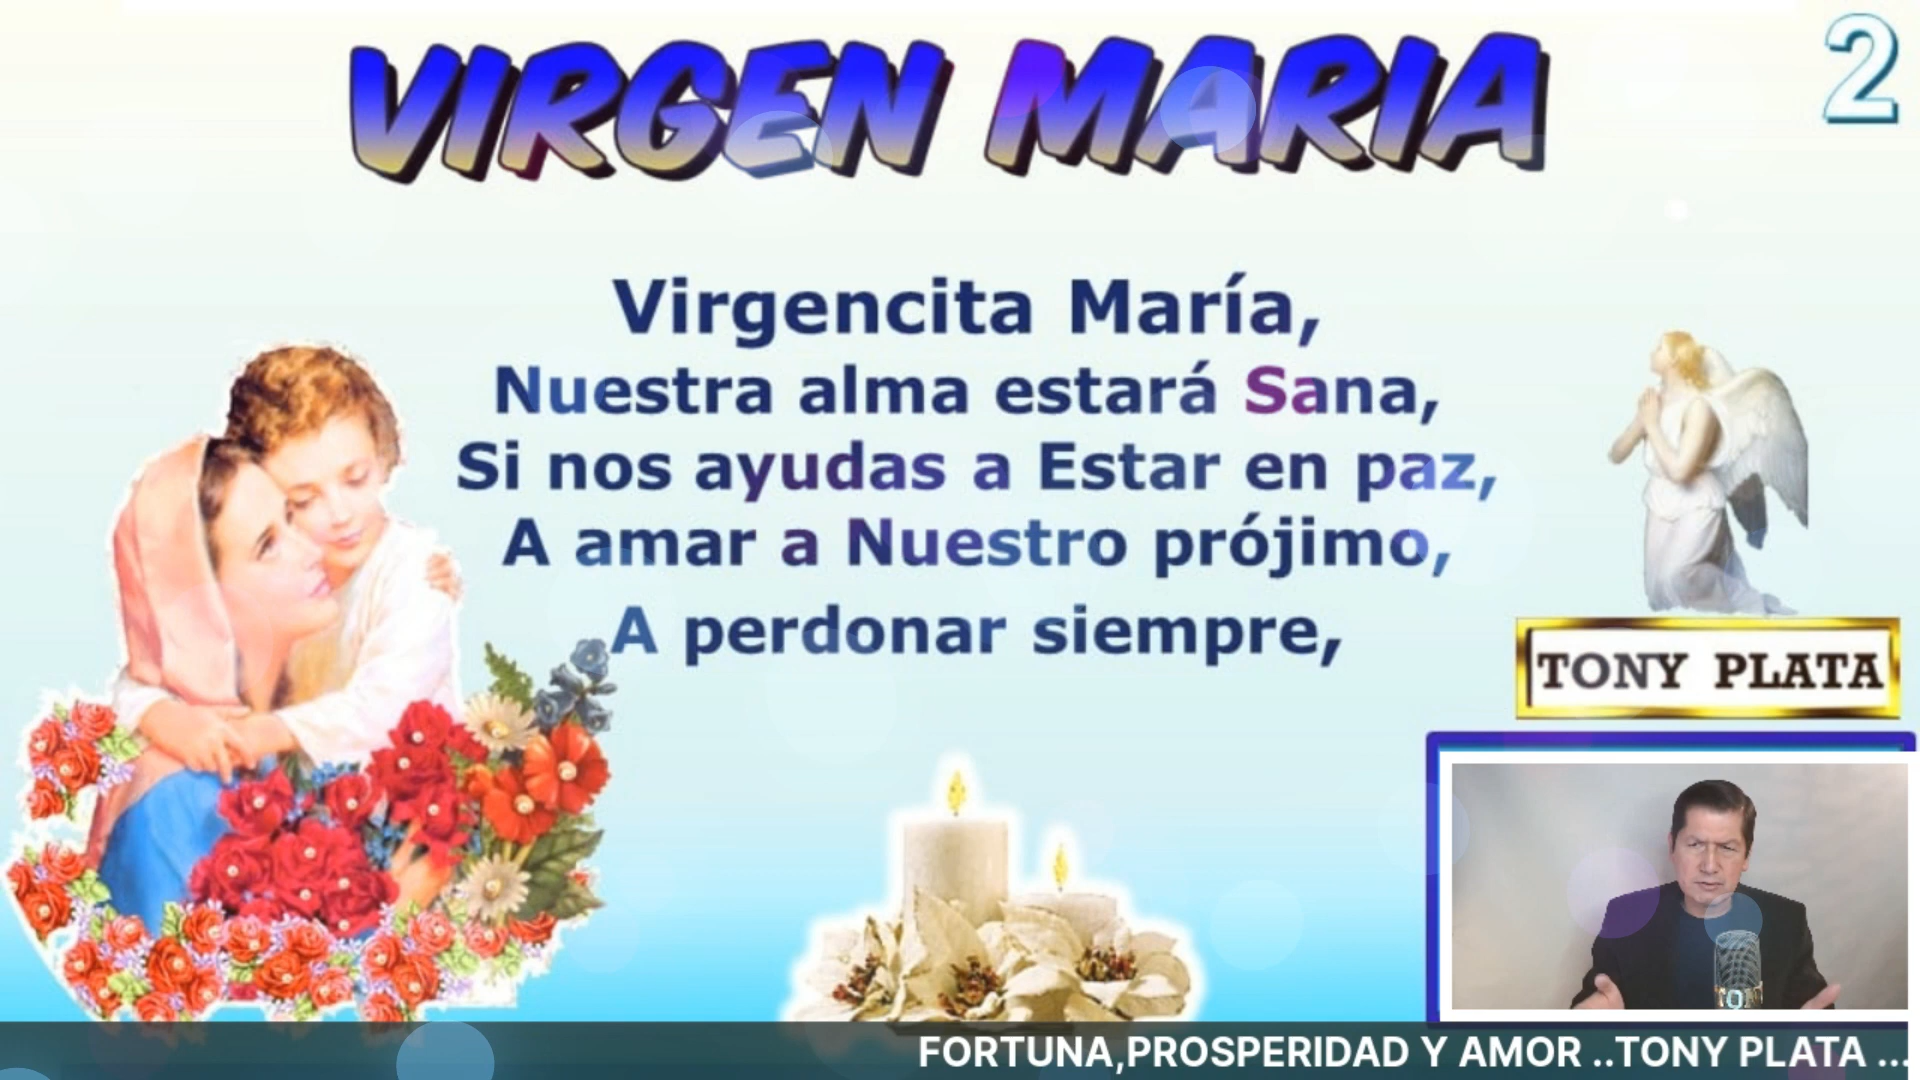 VIRGEN MARIA
2
Virgencita María,
Nuestra alma estará Sana,
Si nos ayudas a Estar en paz,
A amar a Nuestro prójimo,
A perdonar siempre,
TONY PLATA
FORTUNA,PROSPERIDAD Y AMOR ..TONY PLATA ...